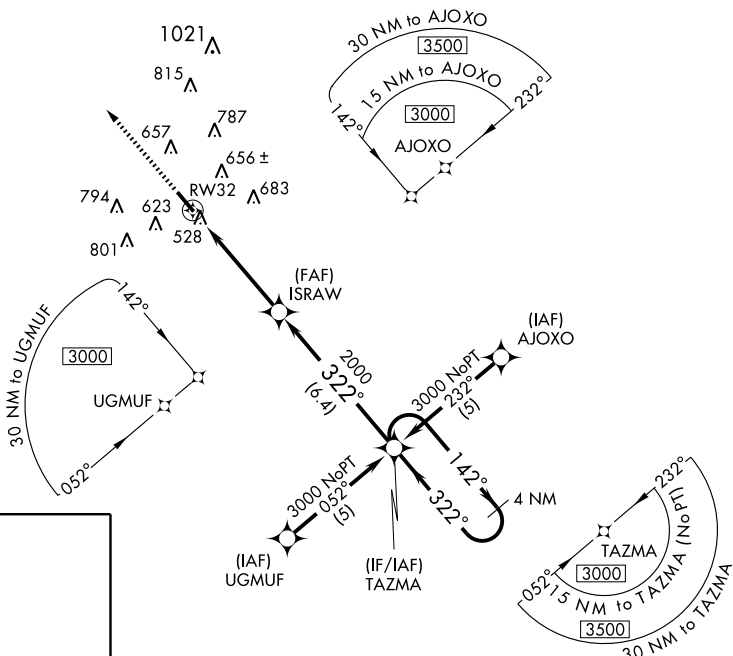 1021
815
787
657
656 ±
683
RW32
794
623
528
801
30 NM to AJOXO
3500
15 NM to AJOXO
3000
142°
232°
AJOXO
(FAF)
ISRAW
142°
3000
UGMUF
30 NM to UGMUF
052°
(IAF)
AJOXO
2000
322°
(6.4)
3000 NoPT
232°
(5)
142°
322°
4 NM
3000 NoPT
052°
(5)
(IAF)
UGMUF
(IF/IAF)
TAZMA
232°
TAZMA
052°
3000
15 NM to TAZMA (NoPT)
3500
30 NM to TAZMA